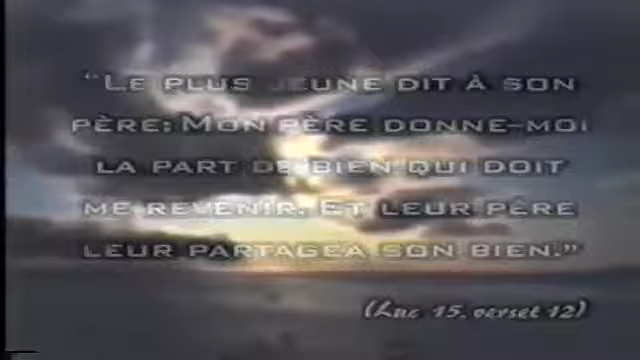 “LE PLUS JEUNE DIT À SON
PÈRE: MON PÈRE DONNE-MOI
LA PART DE BIEN QUI DOIT
ME REVENIR. ET LEUR PÈRE
LEUR PARTAGEA SON BIEN.”
(Luc 15, verset 12)